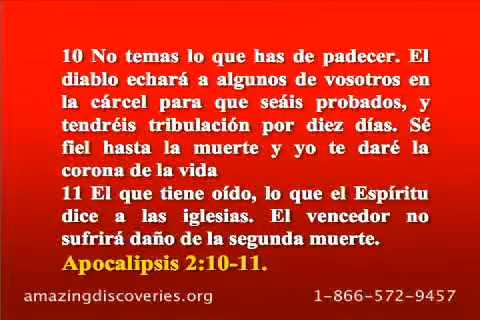 10 No temas lo que has de padecer. El
diablo echará a algunos de vosotros en
la cárcel para que seáis probados, y
tendréis tribulación por diez días. Sé
fiel hasta la muerte y yo te daré la
corona de la vida
11 El que tiene oído, lo que el Espíritu
dice a las iglesias. El vencedor no
sufrirá daño de la segunda muerte.
Apocalipsis 2:10-11.
amazingdiscoveries.org 1-866-572-9457